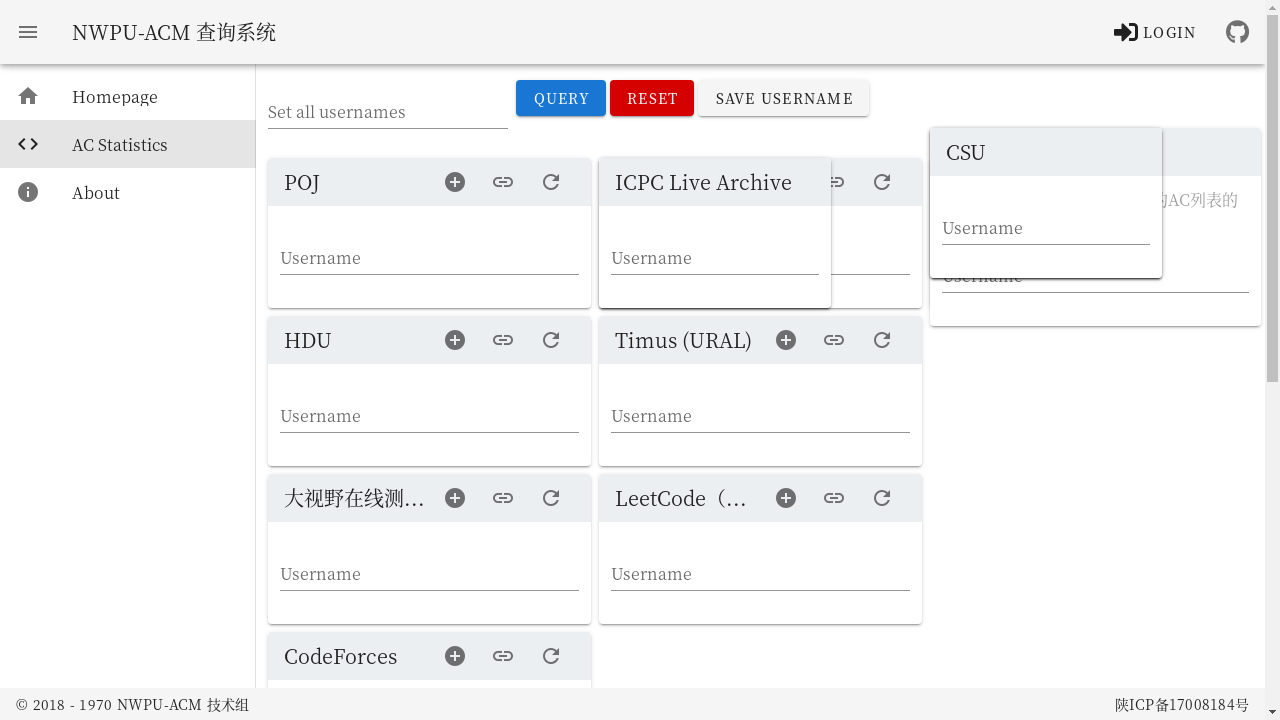 NWPU-ACM 查询系统
LOGIN
Homepage
AC Statistics
About
Set all usernames
QUERY
RESET
SAVE USERNAME
POJ
Username
ICPC Live Archive
Username
CSU
的AC列表的
Username
Username
HDU
Username
Timus (URAL)
Username
大视野在线测...
Username
LeetCode（...
Username
CodeForces
© 2018 - 1970 NWPU-ACM 技术组
陕ICP备17008184号